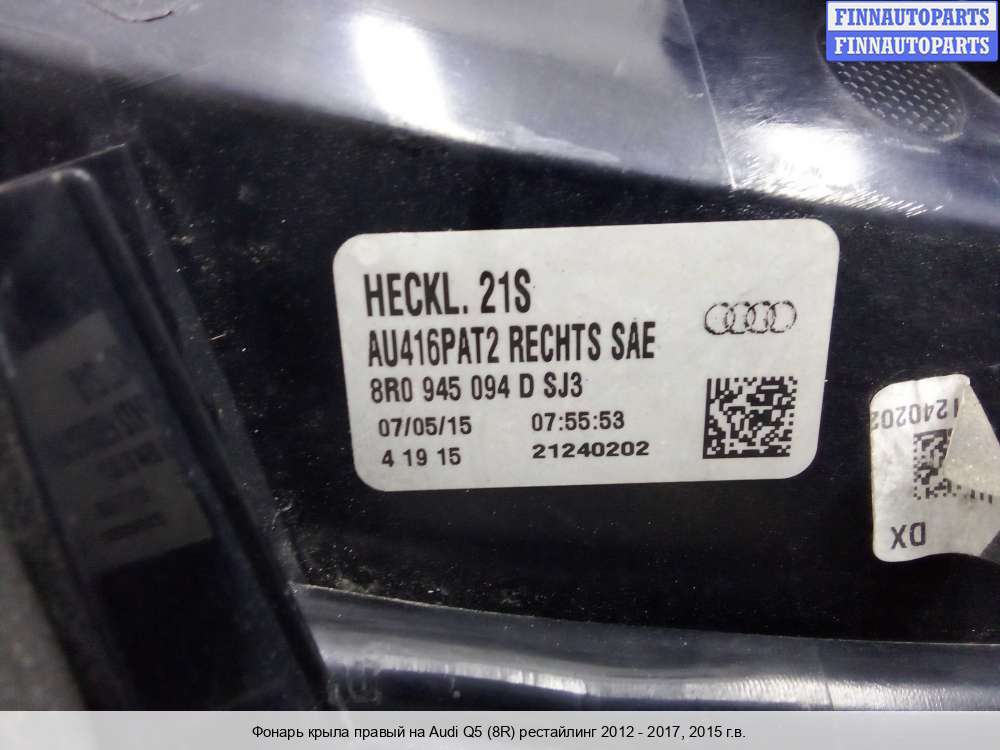 FINNAUTOPARTS
FINNAUTOPARTS
HECKL. 21S
AU416PAT2 RECHTS SAE
8R0 945 094 D SJ3
07/05/15 07:55:53
4 19 15 21240202
1240202
DX
Фонарь крыла правый на Audi Q5 (8R) рестайлинг 2012 - 2017, 2015 г.в.